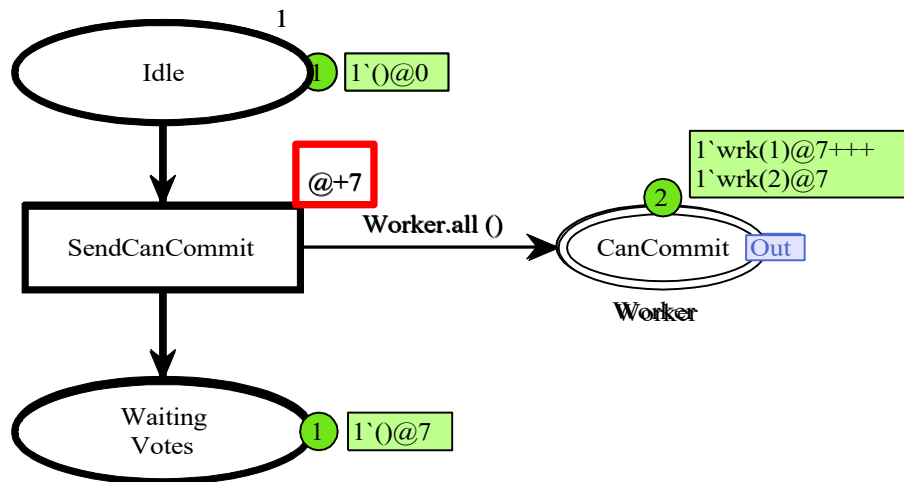 1
Idle
1
1`()@0
@+7
SendCanCommit
Worker.all ()
1`wrk(1)@7+++
1`wrk(2)@7
2
CanCommit
Out
Worker
Waiting
Votes
1
1`()@7